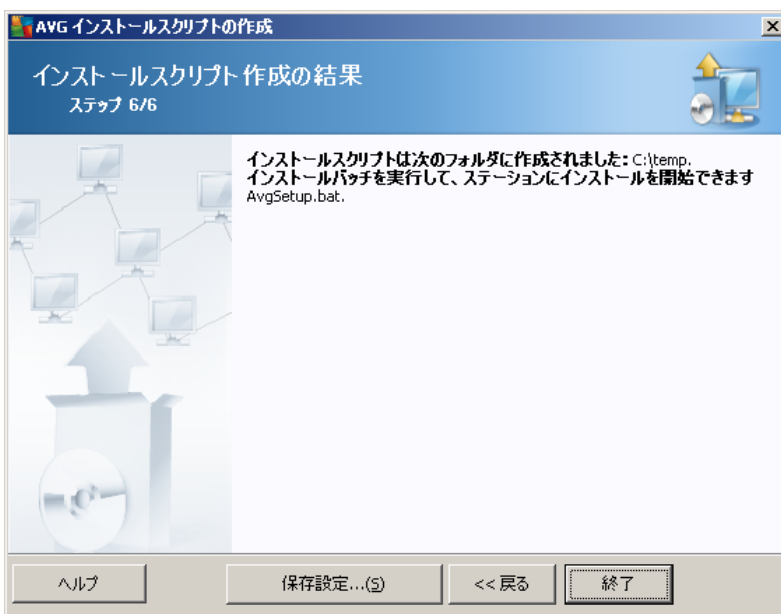 AVG インストールスクリプトの作成
インストールスクリプト作成の結果
ステップ 6/6
インストールスクリプトは次のフォルダに作成されました: C:\temp.
インストールバッチを実行して、ステーションにインストールを開始できます
AvgSetup.bat.
ヘルプ
保存設定...(S)
<< 戻る
終了